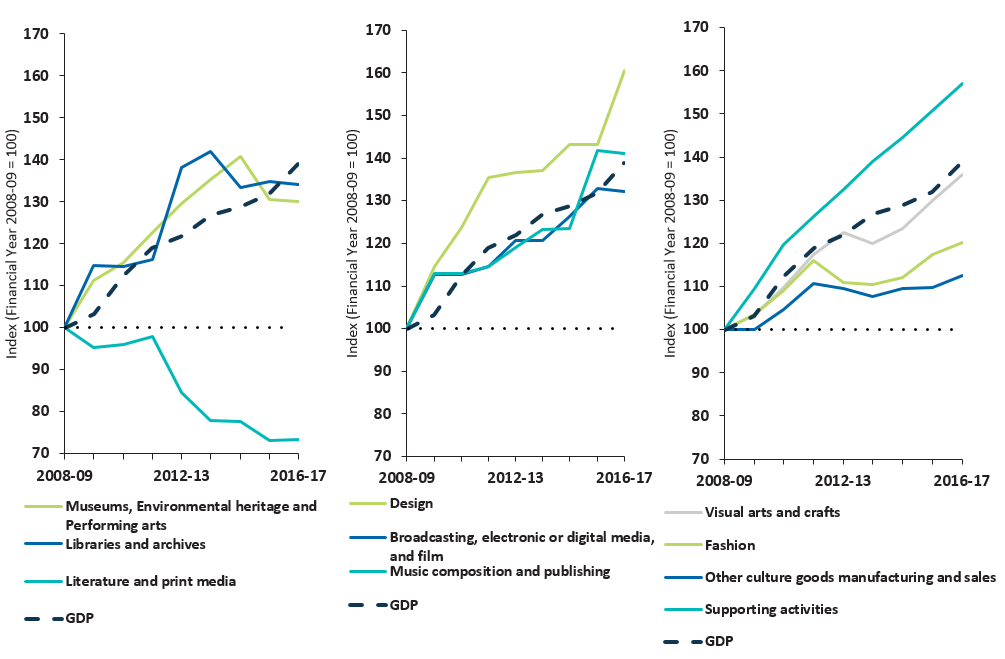 Index (Financial Year 2008-09 = 100)
170
160
150
140
130
120
110
100
90
80
70
2008-09
2012-13
2016-17
Museums, Environmental heritage and
Performing arts
Libraries and archives
Literature and print media
GDP
Index (Financial Year 2008-09 = 100)
170
160
150
140
130
120
110
100
90
80
70
2008-09
2012-13
2016-17
Design
Broadcasting, electronic or digital media,
and film
Music composition and publishing
GDP
Index (Financial Year 2008-09 = 100)
170
160
150
140
130
120
110
100
90
80
70
2008-09
2012-13
2016-17
Visual arts and crafts
Fashion
Other culture goods manufacturing and sales
Supporting activities
GDP